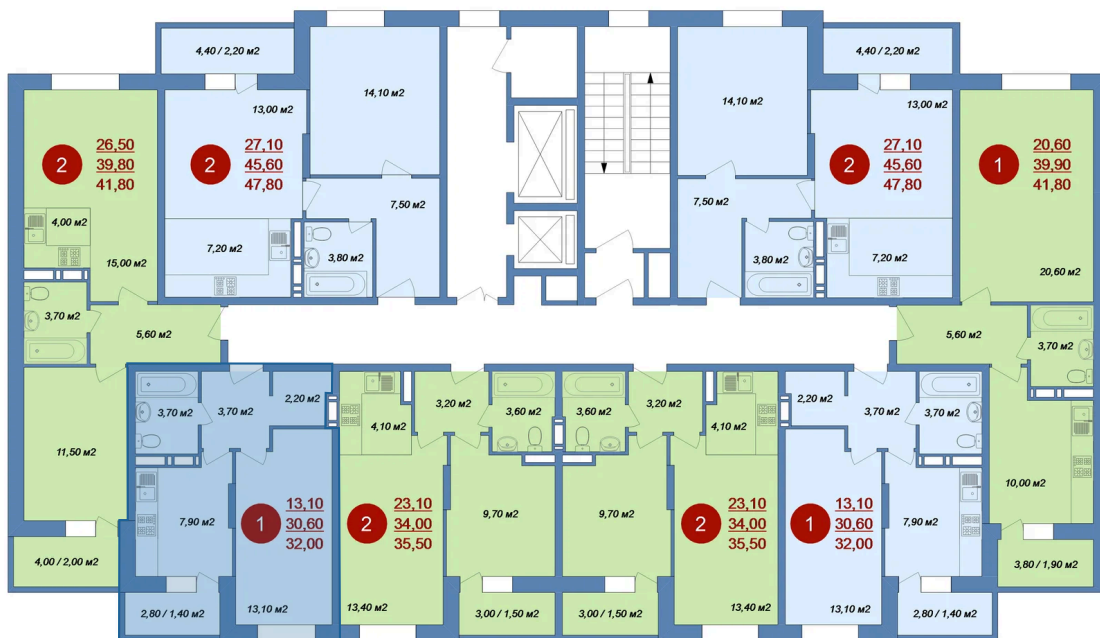 4,40 / 2,20 м2
4,40 / 2,20 м2
14,10 м2
14,10 м2
13,00 м2
13,00 м2
2
26,50
39,80
41,80
2
27,10
45,60
47,80
2
27,10
45,60
47,80
1
20,60
39,90
41,80
4,00 м2
7,50 м2
7,50 м2
7,20 м2
3,80 м2
3,80 м2
7,20 м2
15,00 м2
20,60 м2
3,70 м2
5,60 м2
5,60 м2
3,70 м2
3,70 м2
3,70 м2
2,20 м2
3,20 м2
3,60 м2
3,60 м2
3,20 м2
2,20 м2
3,70 м2
3,70 м2
4,10 м2
4,10 м2
11,50 м2
10,00 м2
7,90 м2
1
13,10
30,60
32,00
2
23,10
34,00
35,50
9,70 м2
9,70 м2
2
23,10
34,00
35,50
1
13,10
30,60
32,00
7,90 м2
4,00 / 2,00 м2
3,80 / 1,90 м2
2,80 / 1,40 м2
13,10 м2
13,40 м2
3,00 / 1,50 м2
3,00 / 1,50 м2
13,40 м2
13,10 м2
2,80 / 1,40 м2